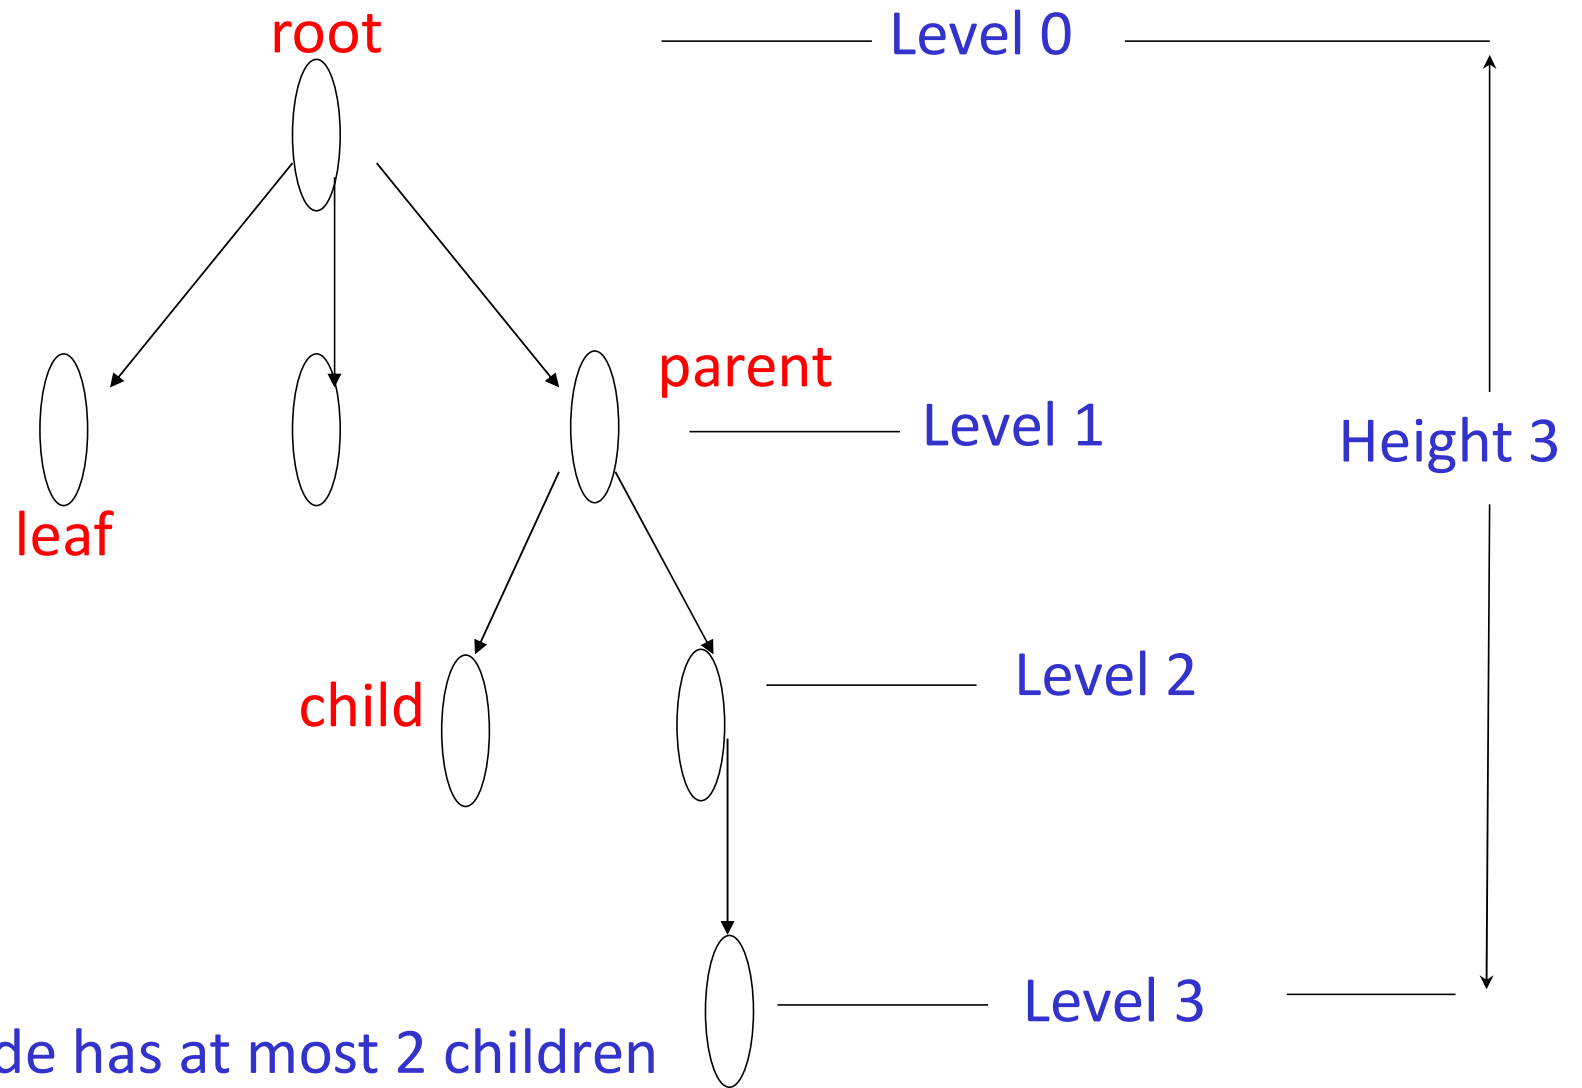 root
Level 0
parent
Level 1
Height 3
leaf
Level 2
child
Level 3
de has at most 2 children